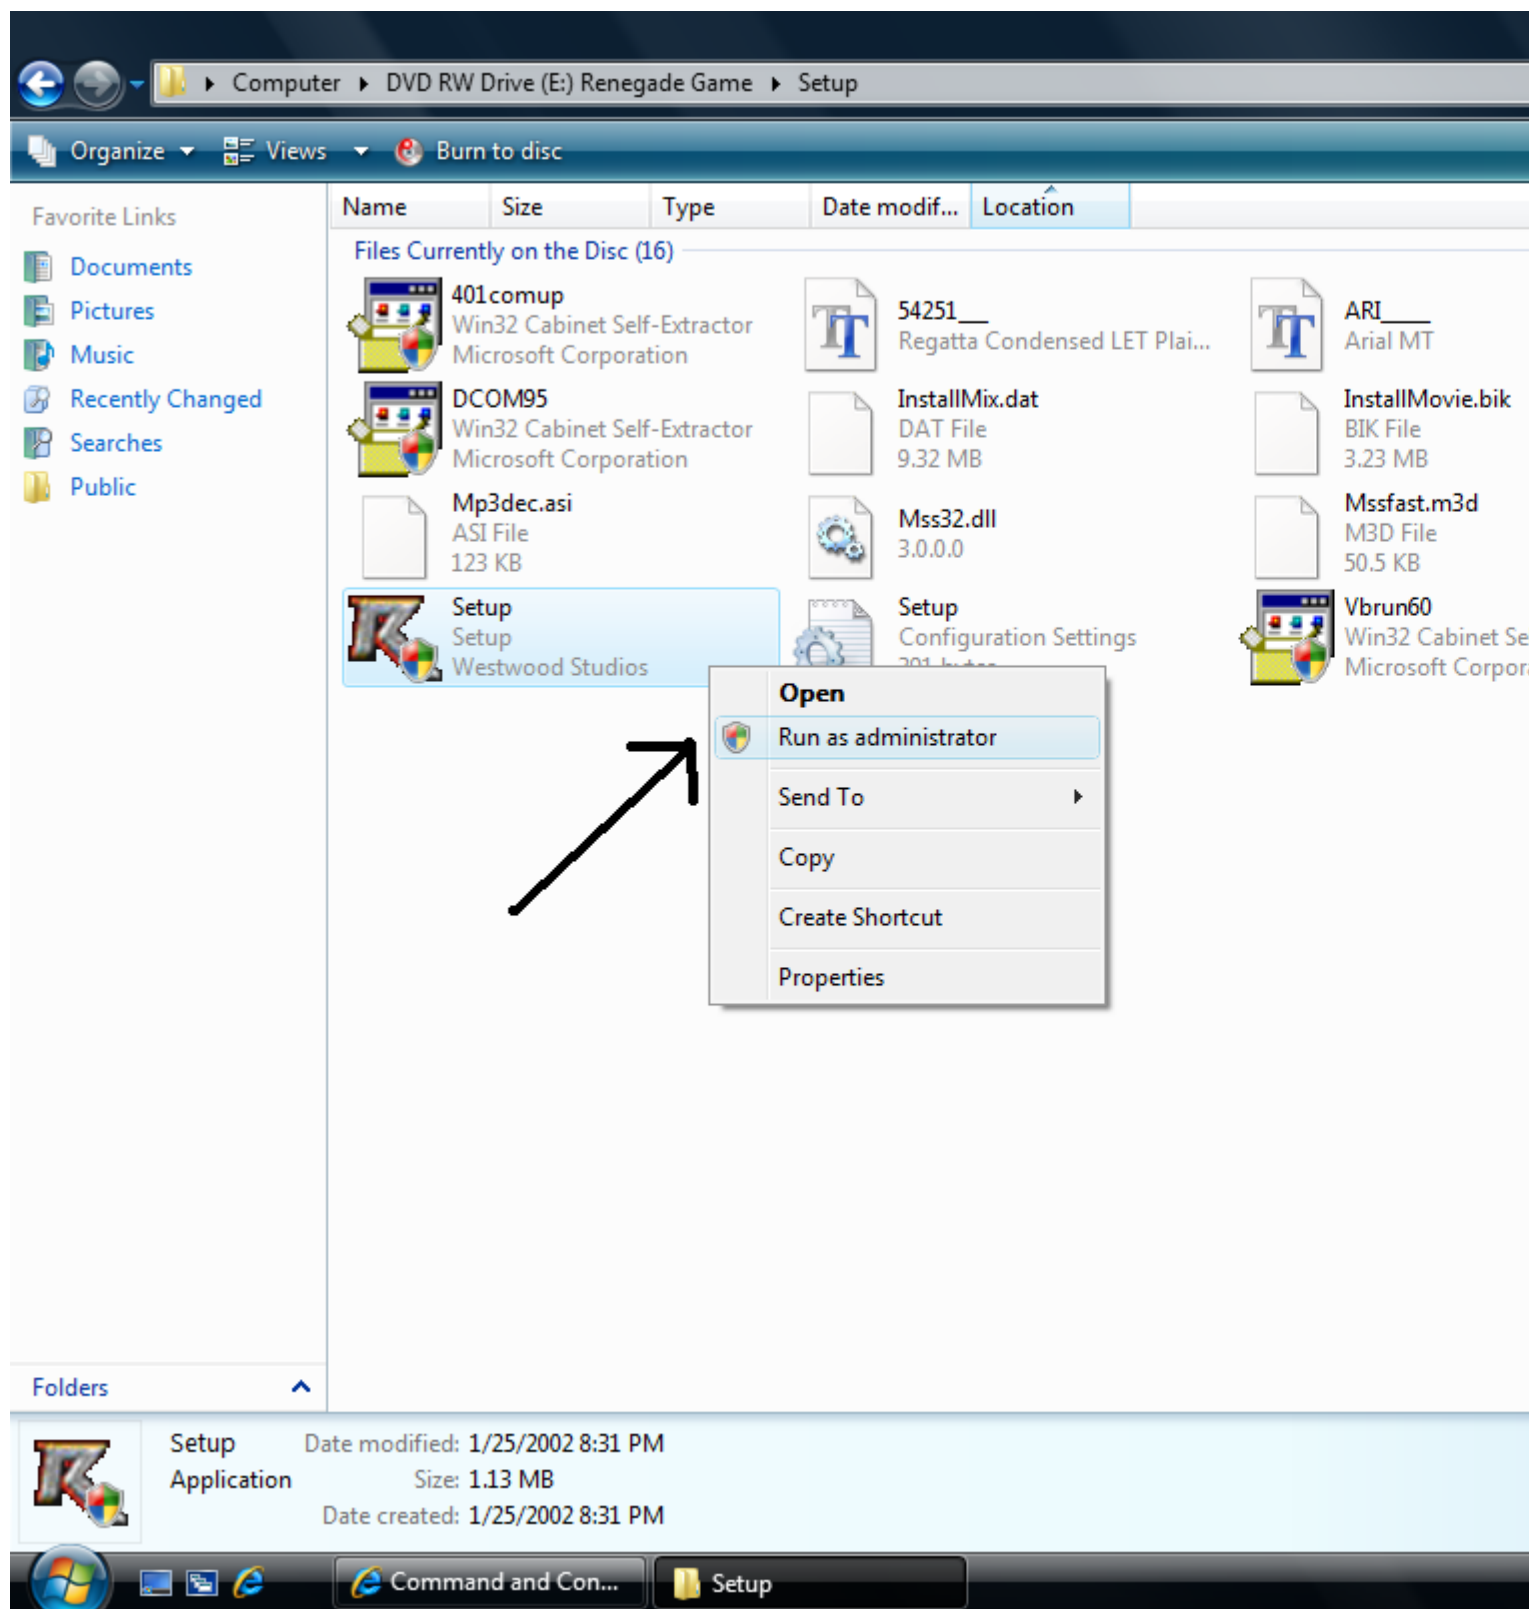 Computer ▸ DVD RW Drive (E:) Renegade Game ▸ Setup
Organize Views Burn to disc
Favorite Links
Documents
Pictures
Music
Recently Changed
Searches
Public
Name Size Type Date modif... Location
Files Currently on the Disc (16)
401comup
Win32 Cabinet Self-Extractor
Microsoft Corporation
54251__
Regatta Condensed LET Plai...
ARI____
Arial MT
DCOM95
Win32 Cabinet Self-Extractor
Microsoft Corporation
InstallMix.dat
DAT File
9.32 MB
InstallMovie.bik
BIK File
3.23 MB
Mp3dec.asi
ASI File
123 KB
Mss32.dll
3.0.0.0
Mssfast.m3d
M3D File
50.5 KB
Setup
Setup
Westwood Studios
Setup
Configuration Settings
Vbrun60
Win32 Cabinet Se
Microsoft Corpor
Open
Run as administrator
Send To
Copy
Create Shortcut
Properties
Folders
Setup Date modified: 1/25/2002 8:31 PM
Application Size: 1.13 MB
Date created: 1/25/2002 8:31 PM
Command and Con... Setup